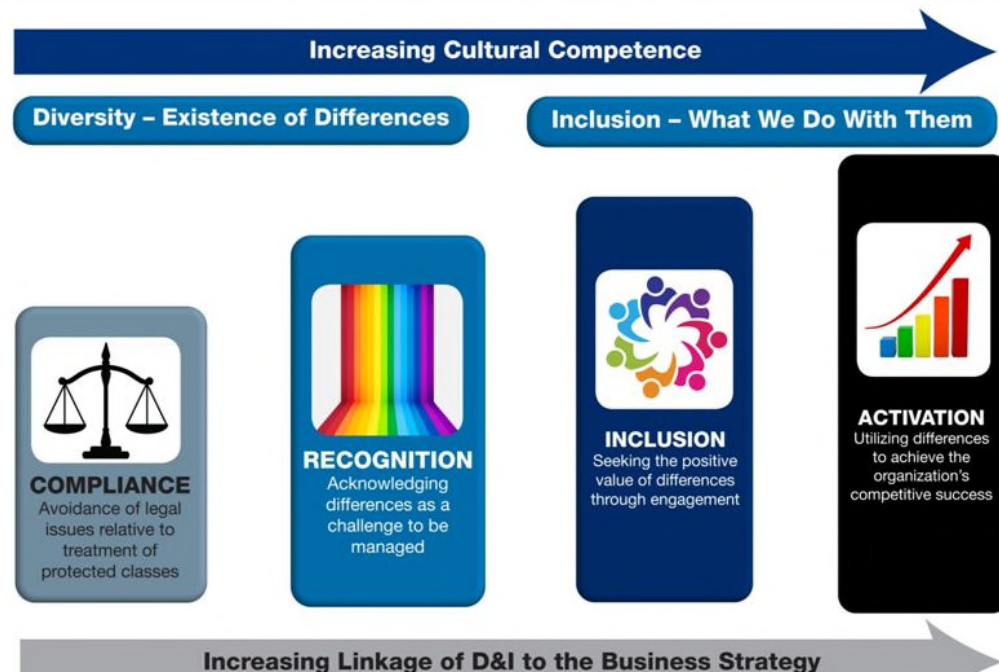 Increasing Cultural Competence
Diversity – Existence of Differences
Inclusion – What We Do With Them
COMPLIANCE
Avoidance of legal
issues relative to
treatment of
protected classes
RECOGNITION
Acknowledging
differences as a
challenge to be
managed
INCLUSION
Seeking the positive
value of differences
through engagement
ACTIVATION
Utilizing differences
to achieve the
organization's
competitive success
Increasing Linkage of D&I to the Business Strategy